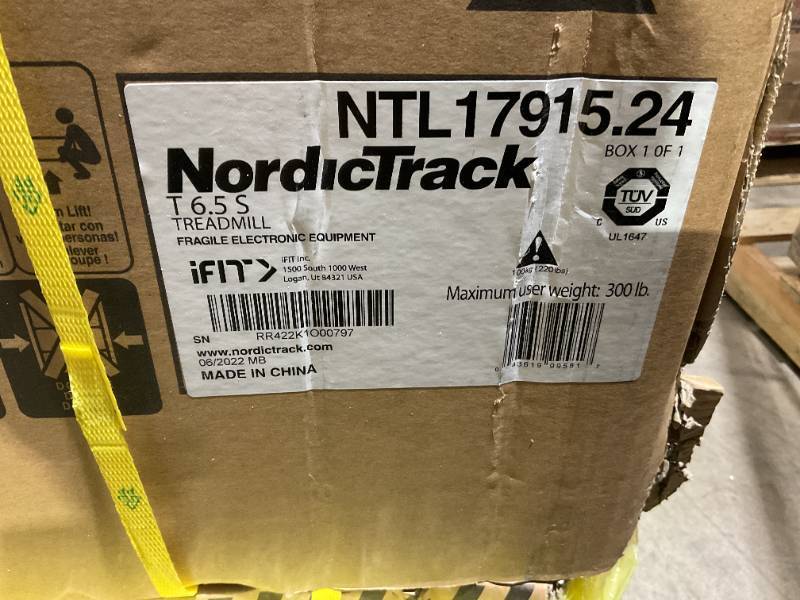 NTL17915.24
BOX 1 OF 1
NordicTrack
T 6.5 S
TREADMILL
FRAGILE ELECTRONIC EQUIPMENT
TÜV
SUD
C US
UL1647
iFIT
iFIT Inc.
1500 South 1000 West
Logan, Ut 84321 USA
(220 lbs)
Maximum user weight: 300 lb.
SN RR422K1O00797
www.nordictrack.com
06/2022 MB
MADE IN CHINA
Lift!
con
personas!